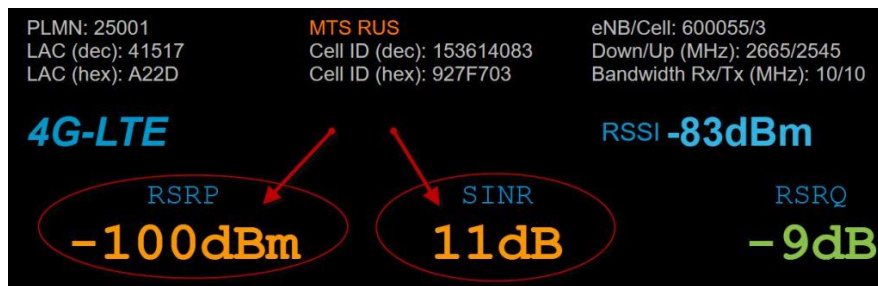 PLMN: 25001 MTS RUS eNB/Cell: 600055/3
LAC (dec): 41517 Cell ID (dec): 153614083 Down/Up (MHz): 2665/2545
LAC (hex): A22D Cell ID (hex): 927F703 Bandwidth Rx/Tx (MHz): 10/10
4G-LTE RSSI -83dBm
RSRP SINR RSRQ
-100dBm 11dB -9dB